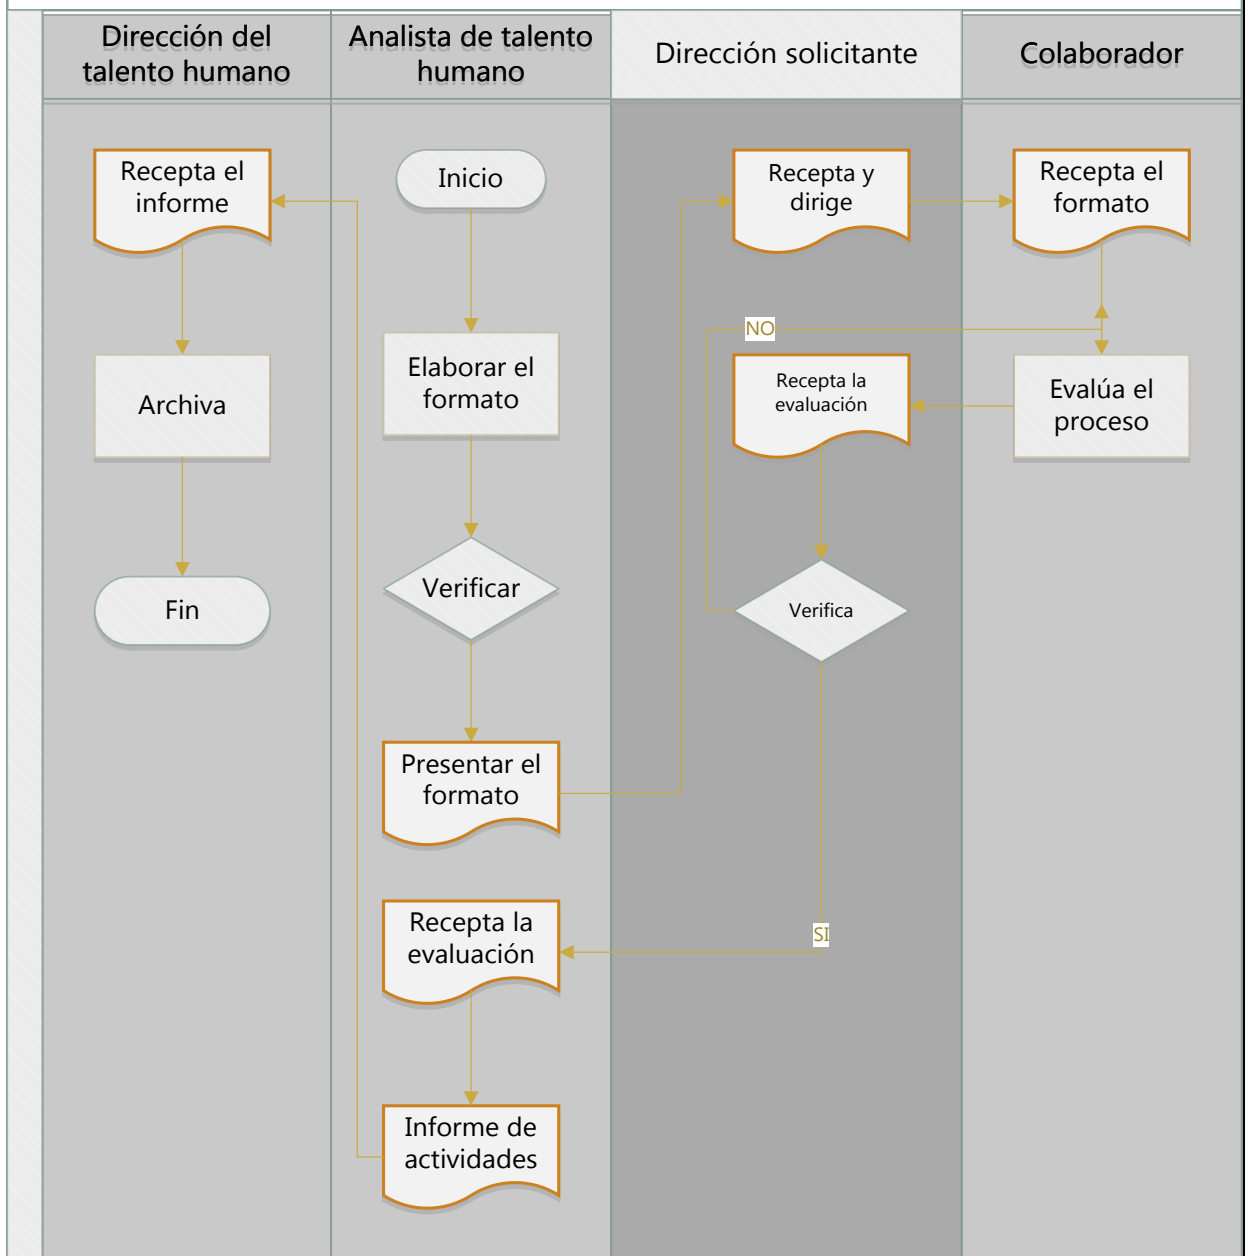 Dirección del
talento humano
Analista de talento
humano
Dirección solicitante
Colaborador
Recepta el
informe
Inicio
Recepta y
dirige
Recepta el
formato
NO
Elaborar el
formato
Archiva
Recepta la
evaluación
Evalúa el
proceso
Verificar
Fin
Verifica
Presentar el
formato
Recepta la
evaluación
SI
Informe de
actividades